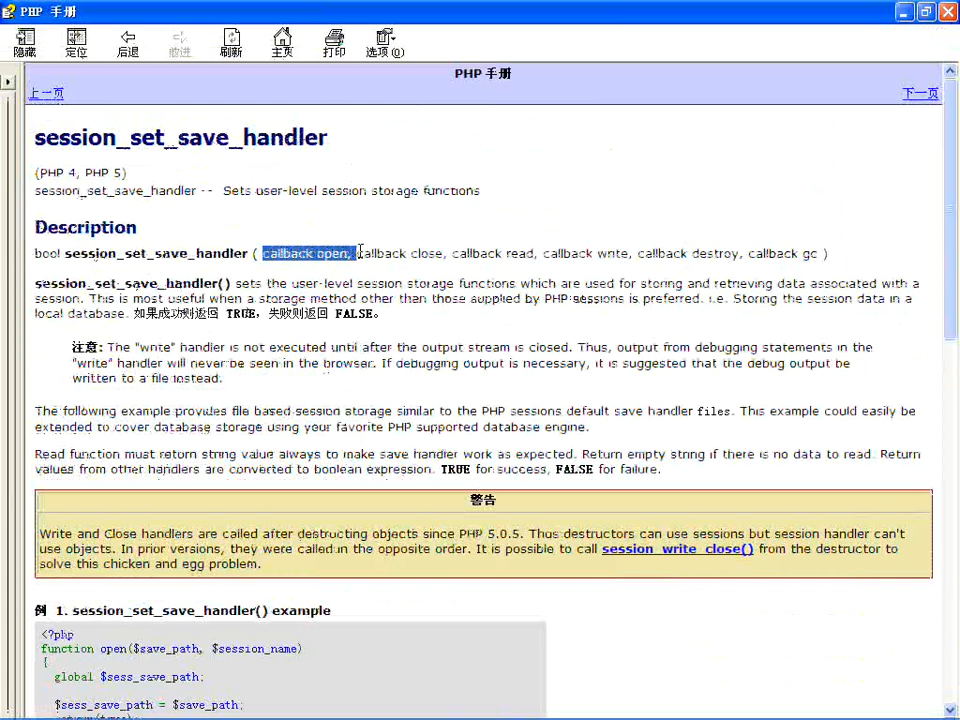 PHP 手册
隐藏 定位 后退 前进 刷新 主页 打印 选项(O)
PHP 手册
上一页 下一页
session_set_save_handler
(PHP 4, PHP 5)
session_set_save_handler -- Sets user-level session storage functions
Description
bool session_set_save_handler ( callback open, callback close, callback read, callback write, callback destroy, callback gc )
session_set_save_handler() sets the user-level session storage functions which are used for storing and retrieving data associated with a
session. This is most useful when a storage method other than those supplied by PHP sessions is preferred. i.e. Storing the session data in a
local database. 如果成功则返回 TRUE，失败则返回 FALSE。
注意: The "write" handler is not executed until after the output stream is closed. Thus, output from debugging statements in the
"write" handler will never be seen in the browser. If debugging output is necessary, it is suggested that the debug output be
written to a file instead.
The following example provides file based session storage similar to the PHP sessions default save handler files. This example could easily be
extended to cover database storage using your favorite PHP supported database engine.
Read function must return string value always to make save handler work as expected. Return empty string if there is no data to read. Return
values from other handlers are converted to boolean expression. TRUE for success, FALSE for failure.
警告
Write and Close handlers are called after destructing objects since PHP 5.0.5. Thus destructors can use sessions but session handler can't
use objects. In prior versions, they were called in the opposite order. It is possible to call session_write_close() from the destructor to
solve this chicken and egg problem.
例 1. session_set_save_handler() example
<?php
function open($save_path, $session_name)
{
global $sess_save_path;
$sess_save_path = $save_path;
return(true);